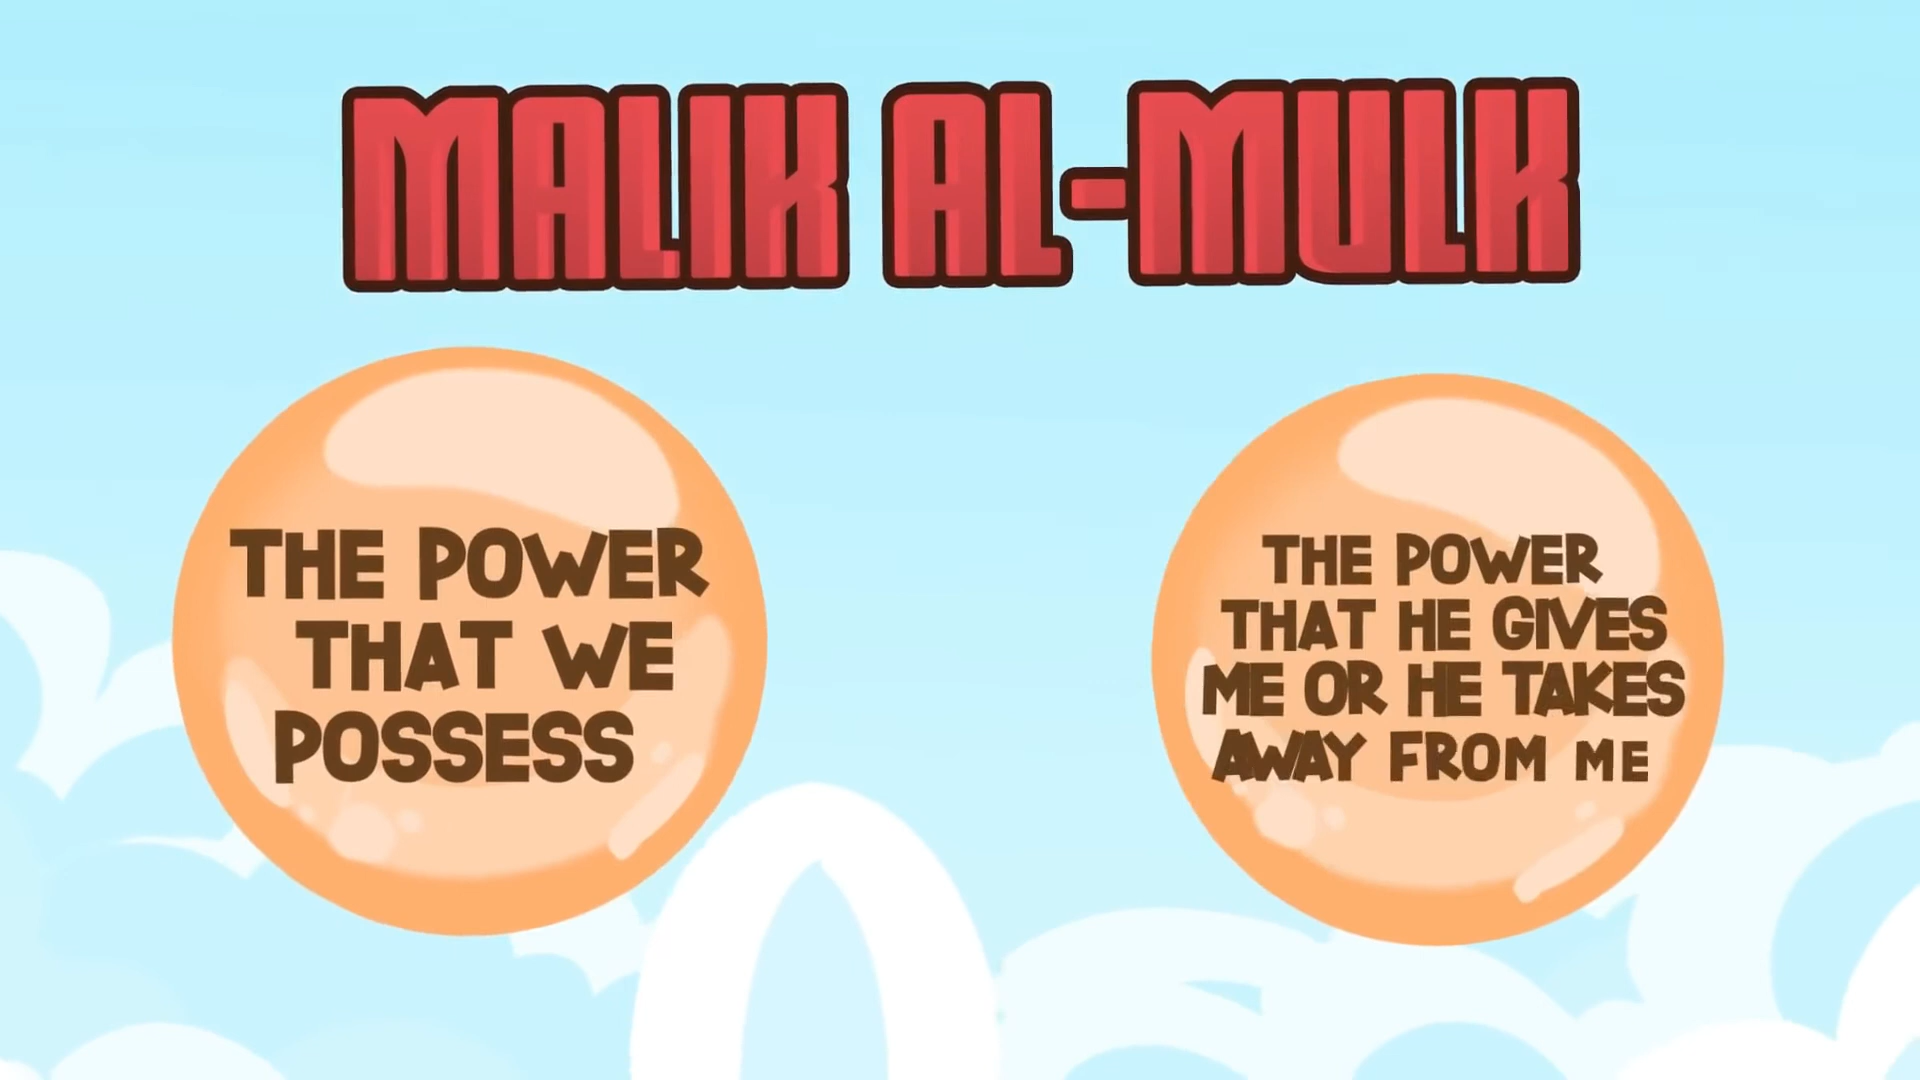 MALIK AL-MULK
THE POWER
THAT WE
POSSESS
THE POWER
THAT HE GIVES
ME OR HE TAKES
AWAY FROM ME